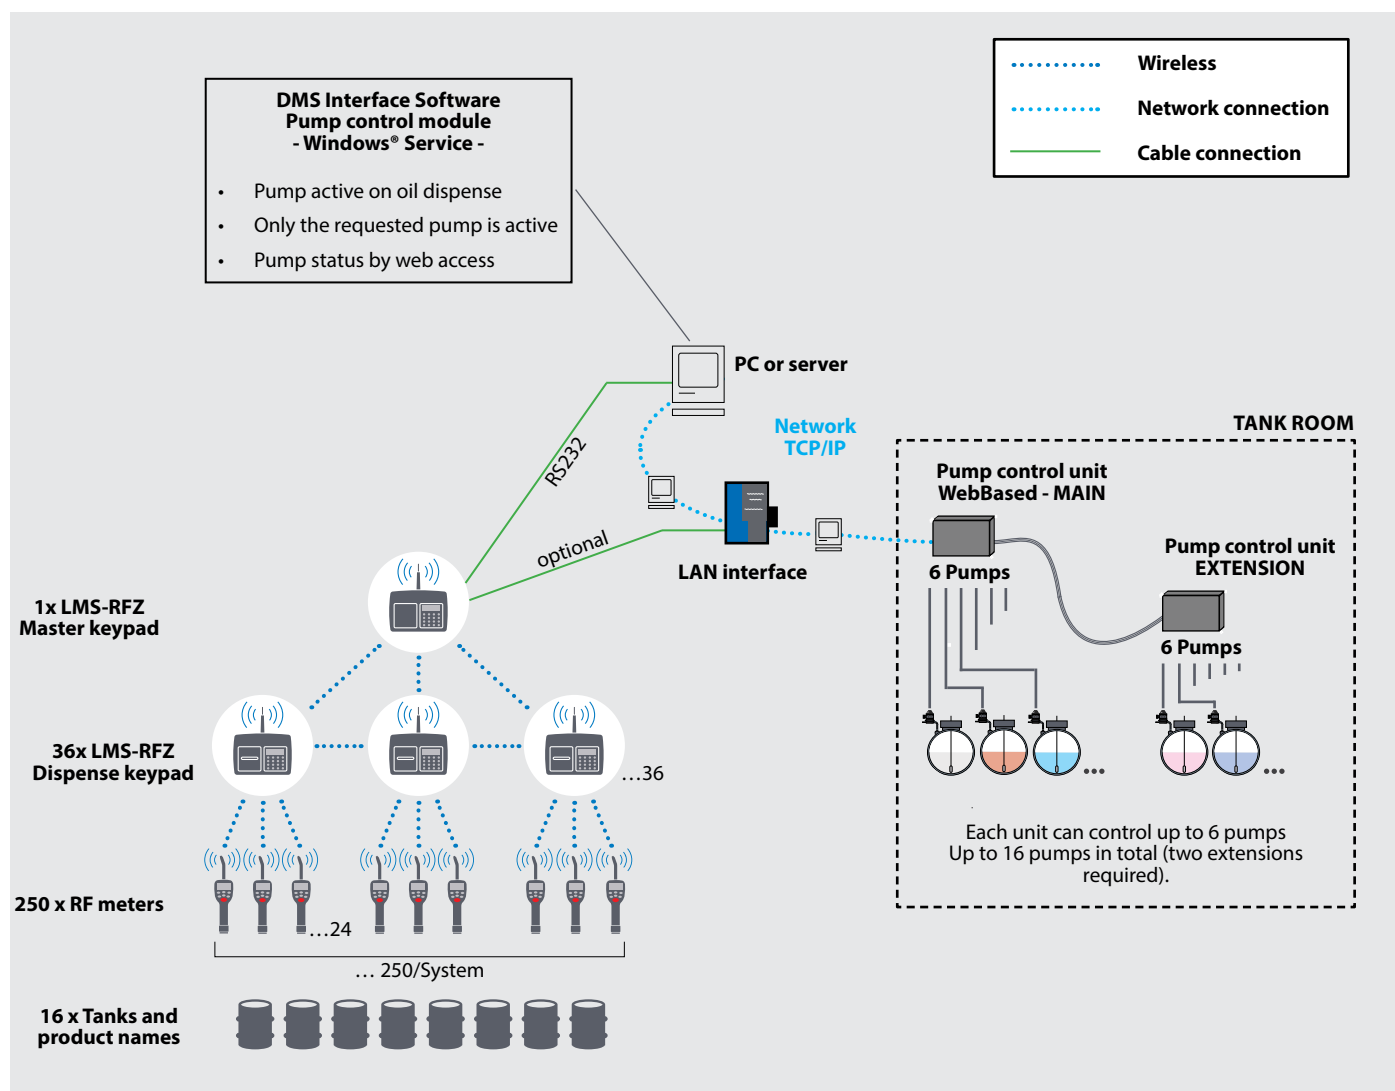 Wireless
Network connection
Cable connection
DMS Interface Software
Pump control module
- Windows® Service -
• Pump active on oil dispense
• Only the requested pump is active
• Pump status by web access
PC or server
Network
TCP/IP
RS232
optional
LAN interface
TANK ROOM
Pump control unit
WebBased - MAIN
6 Pumps
Pump control unit
EXTENSION
6 Pumps
Each unit can control up to 6 pumps
Up to 16 pumps in total (two extensions
required).
1x LMS-RFZ
Master keypad
36x LMS-RFZ
Dispense keypad
...36
250 x RF meters
...24
... 250/System
16 x Tanks and
product names